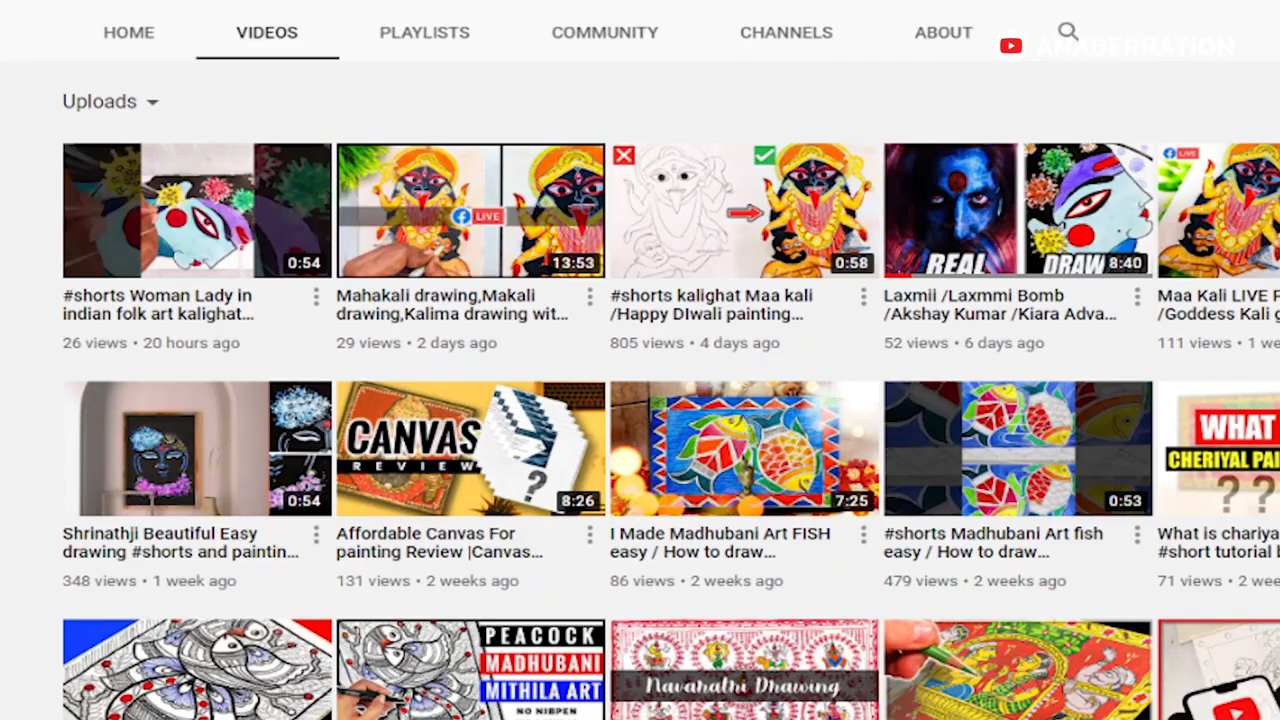 HOME VIDEOS PLAYLISTS COMMUNITY CHANNELS ABOUT
ANABERRATION
Uploads
0:54
LIVE
13:53
0:58
REAL
DRAW
8:40
LIVE
#shorts Woman Lady in
indian folk art kalighat...
26 views • 20 hours ago
Mahakali drawing,Makali
drawing,Kalima drawing wit...
29 views • 2 days ago
#shorts kalighat Maa kali
/Happy DIwali painting...
805 views • 4 days ago
Laxmii /Laxmmi Bomb
/Akshay Kumar /Kiara Adva...
52 views • 6 days ago
Maa Kali LIVE
/Goddess Kali
111 views • 1
0:54
CANVAS
REVIEW
?
8:26
7:25
0:53
WHAT
CHERIYAL PAI
??
Shrinathji Beautiful Easy
drawing #shorts and paintin...
348 views • 1 week ago
Affordable Canvas For
painting Review |Canvas...
131 views • 2 weeks ago
I Made Madhubani Art FISH
easy / How to draw...
86 views • 2 weeks ago
#shorts Madhubani Art fish
easy / How to draw...
479 views • 2 weeks ago
What is chariya
#short tutorial
71 views • 2
PEACOCK
MADHUBANI
MITHILA ART
NO NIBPEN
Navarathri Drawing